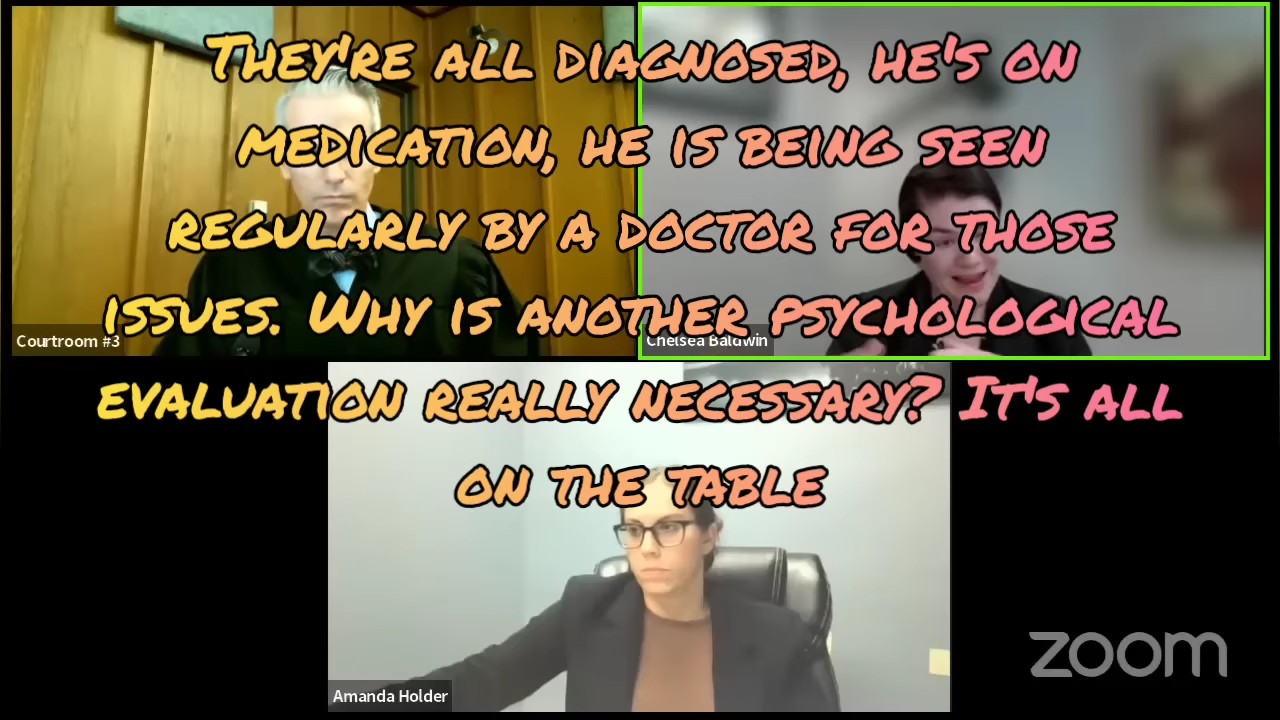 They're all diagnosed, he's on
medication, he is being seen
regularly by a doctor for those
issues. Why is another psychological
Courtroom #3
Chelsea Baldwin
evaluation really necessary? It's all
on the table
zoom
Amanda Holder